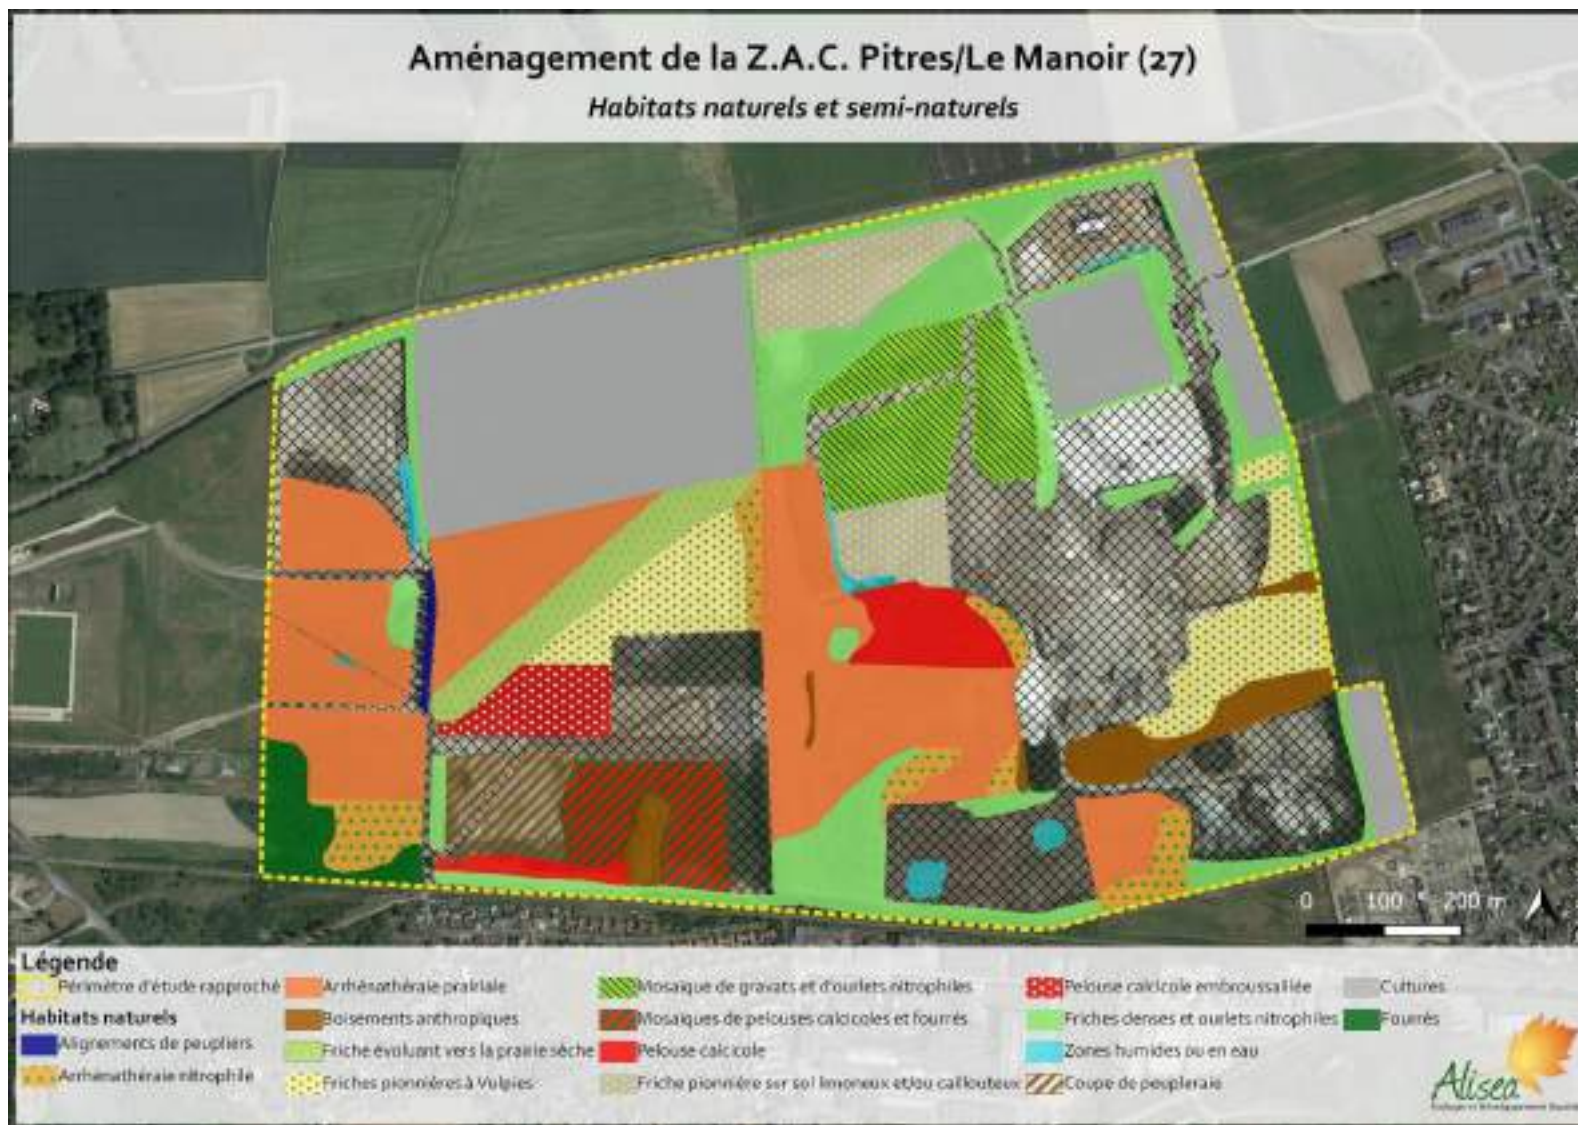 Aménagement de la Z.A.C. Pitres/Le Manoir (27)
Habitats naturels et semi-naturels
0 100 200 m
Légende
Périmètre d'étude rapproché
Habitats naturels
Alignements de peupliers
Arrhénathéraie nitrophile
Arrhénathéraie prairiale
Boisements anthropiques
Friche évoluant vers la prairie sèche
Friches pionnières à Vulpies
Mosaïque de gravats et d'ourlets nitrophiles
Mosaïques de pelouses calcicoles et fourrés
Pelouse calcicole
Friche pionnière sur sol limoneux et/ou caillouteux
Pelouse calcicole embroussaillée
Friches denses et ourlets nitrophiles
Zones humides ou en eau
Coupe de peupleraie
Cultures
Fourrés
Alisea